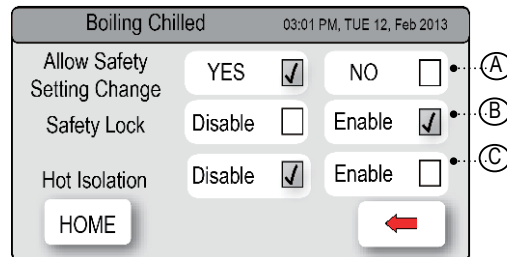 Boiling Chilled 03:01 PM, TUE 12, Feb 2013
Allow Safety
Setting Change YES NO A
Safety Lock Disable Enable B
Hot Isolation Disable Enable C
HOME